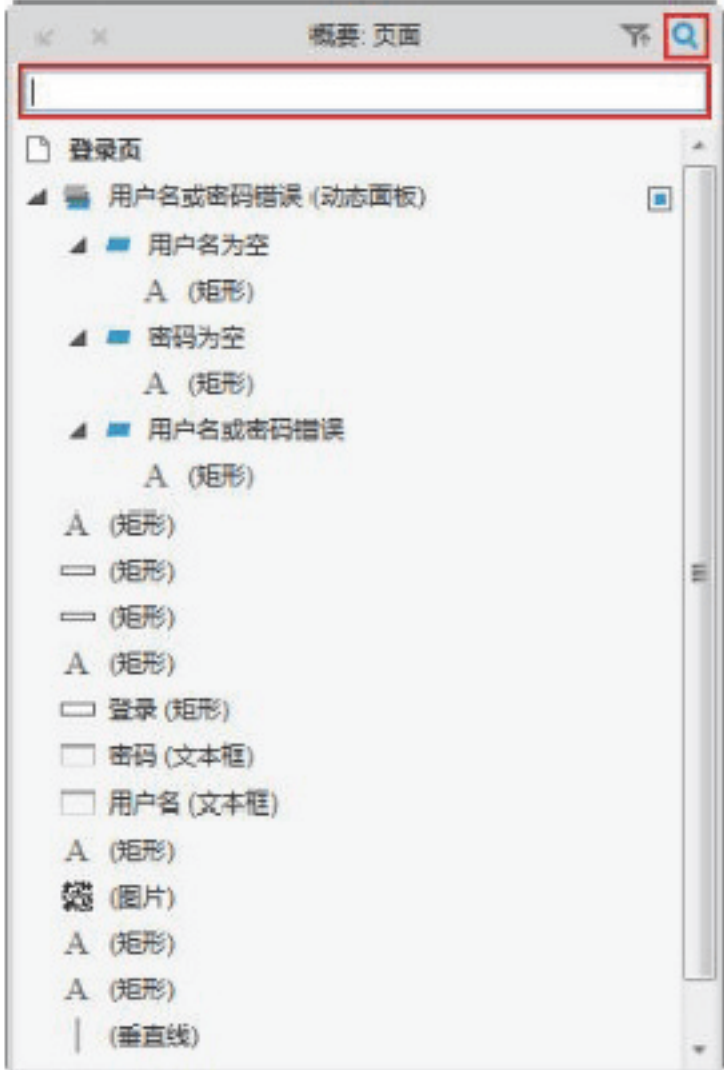 概要: 页面
登录页
用户名或密码错误 (动态面板)
用户名为空
A (矩形)
密码为空
A (矩形)
用户名或密码错误
A (矩形)
A (矩形)
(矩形)
(矩形)
A (矩形)
登录 (矩形)
密码 (文本框)
用户名 (文本框)
A (矩形)
(图片)
A (矩形)
A (矩形)
(垂直线)